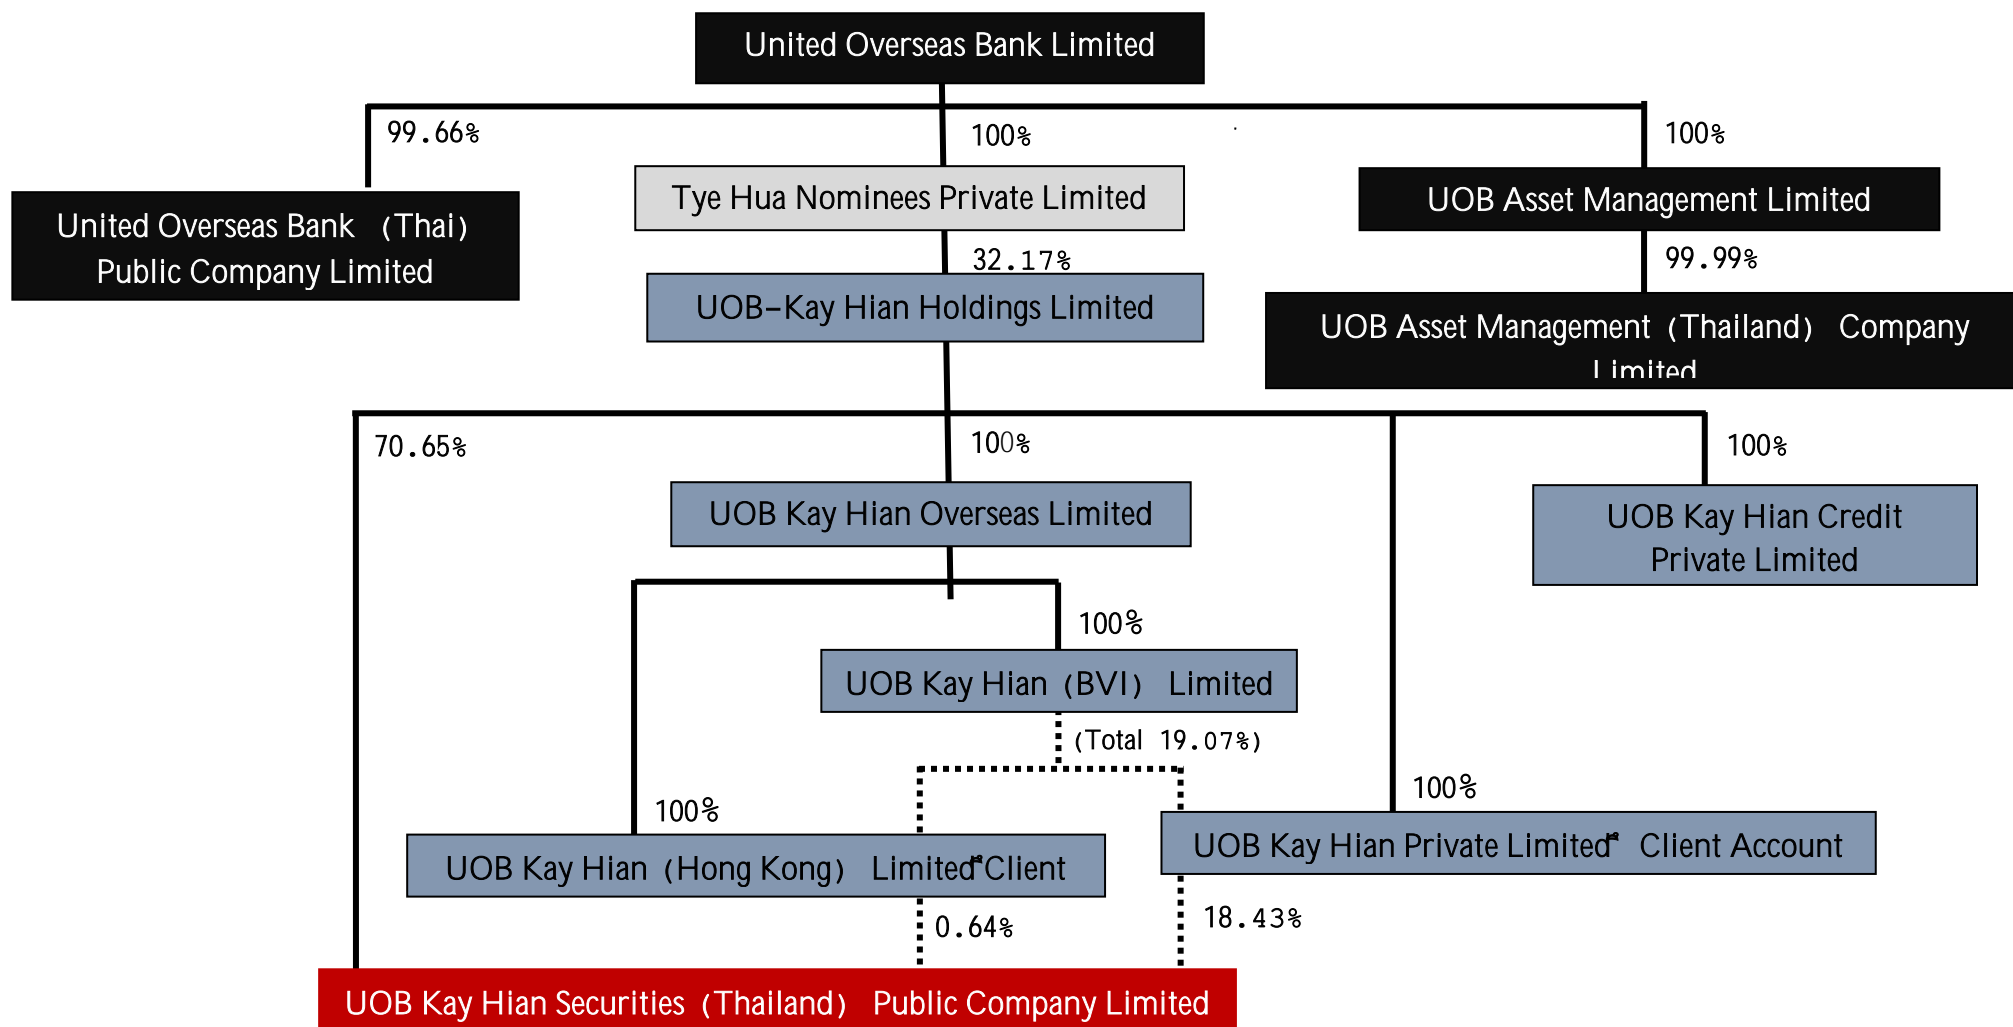 United Overseas Bank Limited
99.66%
100%
100%
Tye Hua Nominees Private Limited
UOB Asset Management Limited
United Overseas Bank (Thai)
Public Company Limited
32.17%
99.99%
UOB-Kay Hian Holdings Limited
UOB Asset Management (Thailand) Company
Limited
70.65%
100%
100%
UOB Kay Hian Overseas Limited
UOB Kay Hian Credit
Private Limited
100%
UOB Kay Hian (BVI) Limited
(Total 19.07%)
100%
100%
UOB Kay Hian (Hong Kong) Limited Client
UOB Kay Hian Private Limited Client Account
0.64%
18.43%
UOB Kay Hian Securities (Thailand) Public Company Limited